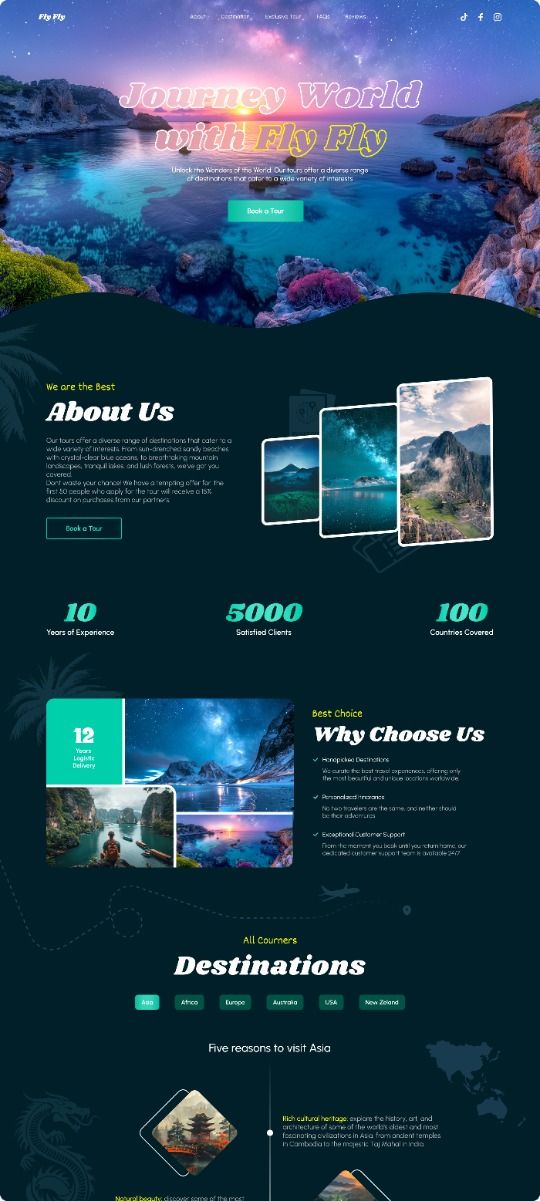 Fly Fly
About
Destination
Exclusive Tour
FAQs
Reviews
Journey World
with Fly Fly
Unlock the Wonders of the World: Our tours offer a diverse range
of destinations that cater to a wide variety of interests
Book a Tour
We are the Best
About Us
Our tours offer a diverse range of destinations that cater to a
wide variety of interests. From sun-drenched sandy beaches
with crystal-clear blue oceans, to breathtaking mountain
landscapes, tranquil lakes, and lush forests, we've got you
covered.
Dont waste your chance! We have a tempting offer for the
first 50 people who apply for the tour will receive a 15%
discount on purchases from our partners
Book a Tour
10
Years of Experience
5000
Satisfied Clients
100
Countries Covered
12
Years
Logistic
Delivery
Best Choice
Why Choose Us
Handpicked Destinations
We curate the best travel experiences, offering only
the most beautiful and unique locations worldwide.
Personalized Itineraries
No two travelers are the same, and neither should
be their adventures
Exceptional Customer Support
From the moment you book until you return home, our
dedicated customer support team is available 24/7
All Courners
Destinations
Asia
Africa
Europe
Australia
USA
New Zeland
Five reasons to visit Asia
Rich cultural heritage: explore the history, art, and
architecture of some of the world's oldest and most
fascinating civilizations in Asia, from ancient temples
in Cambodia to the majestic Taj Mahal in India.
Natural beauty: discover some of the most